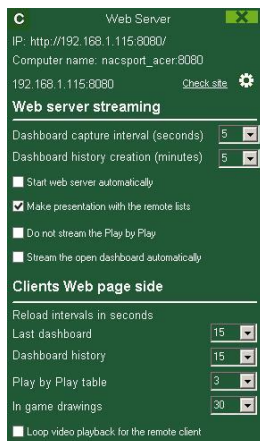 C Web Server X
IP: http://192.168.1.115:8080/
Computer name: nacsport_acer:8080
192.168.1.115:8080 Check site
Web server streaming
Dashboard capture interval (seconds) 5
Dashboard history creation (minutes) 5
Start web server automatically
Make presentation with the remote lists
Do not stream the Play by Play
Stream the open dashboard automatically
Clients Web page side
Reload intervals in seconds
Last dashboard 15
Dashboard history 15
Play by Play table 3
In game drawings 30
Loop video playback for the remote client